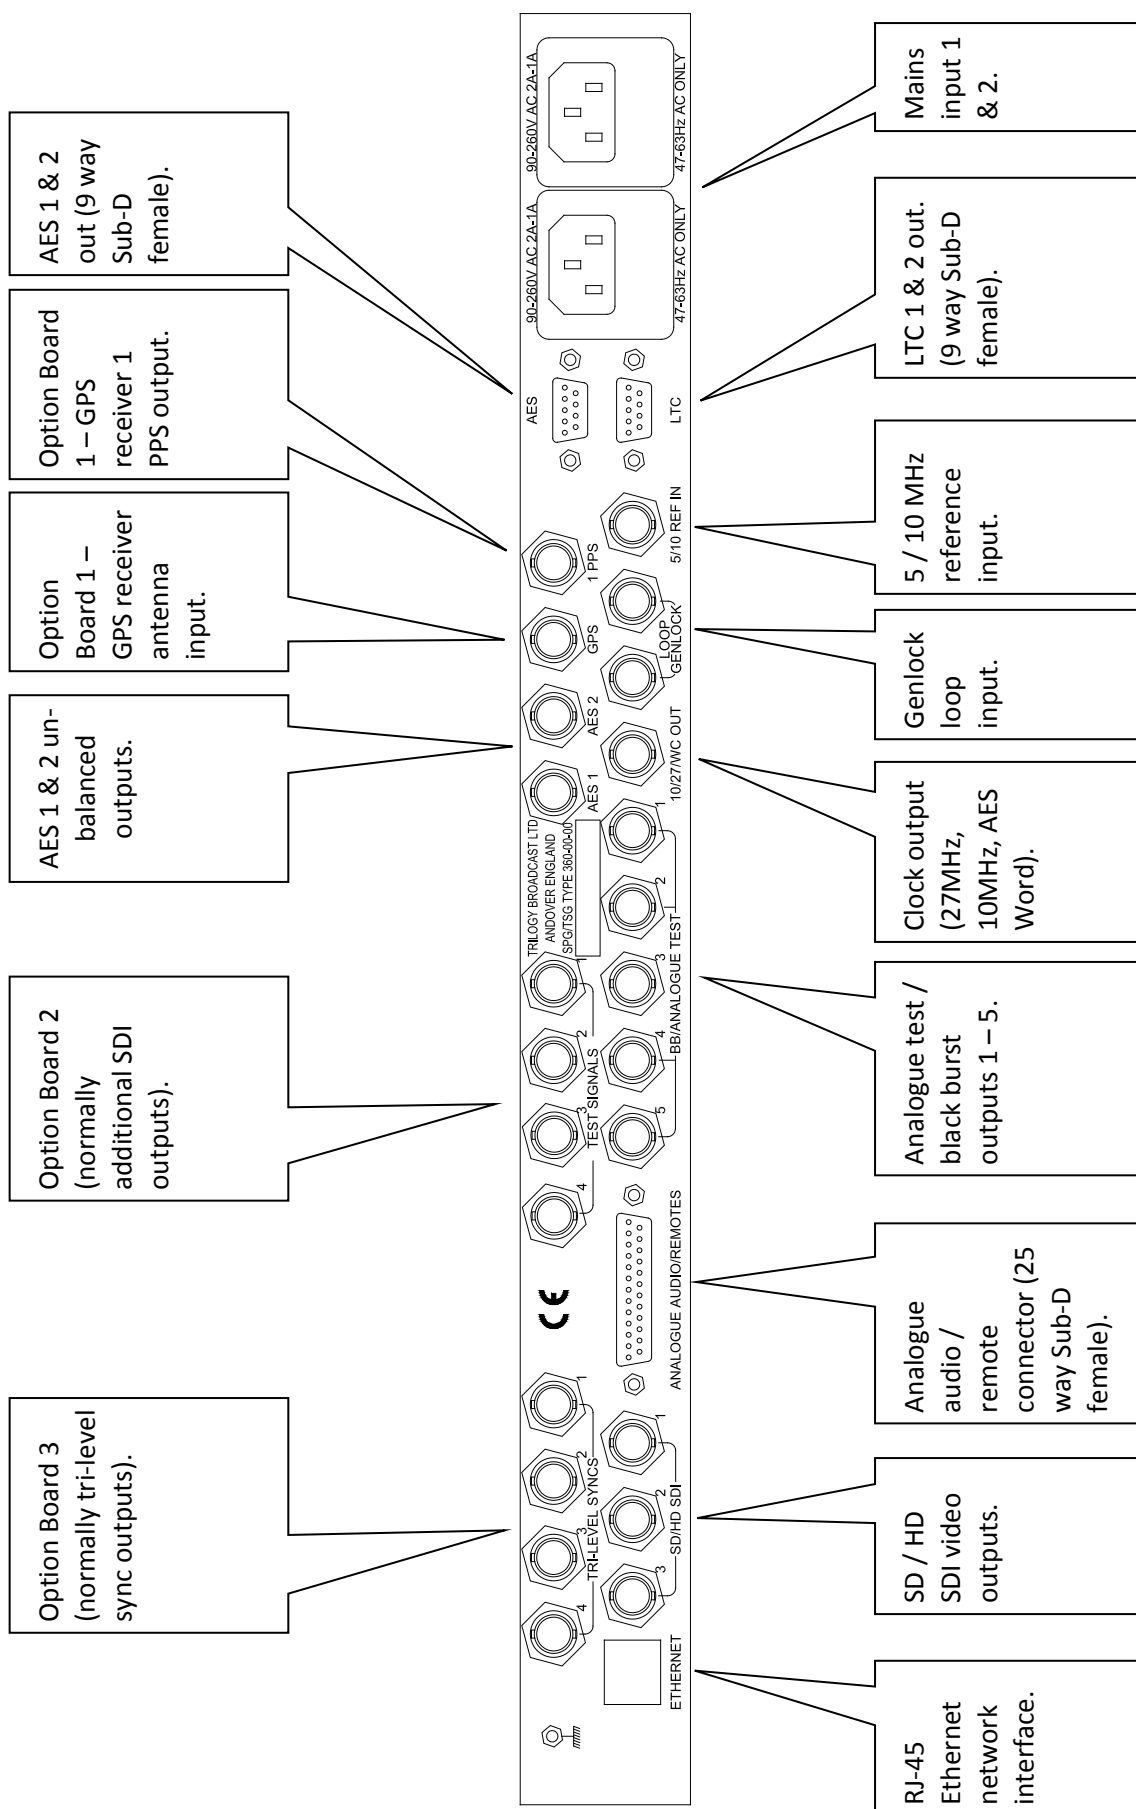 Option Board 3
(normally tri-level
sync outputs).
Option Board 2
(normally
additional SDI
outputs).
AES 1 & 2 un-
balanced
outputs.
Option
Board 1 –
GPS receiver
antenna
input.
Option Board
1 – GPS
receiver 1
PPS output.
AES 1 & 2
out (9 way
Sub-D
female).
4
3
2
1
TRI-LEVEL SYNCS
CE
4
3
2
1
TEST SIGNALS
TRILOGY BROADCAST LTD
ANDOVER ENGLAND
SPG/TSG TYPE 360-00-00
AES 1
AES 2
GPS
1 PPS
AES
90-260V AC 2A-1A
90-260V AC 2A-1A
ETHERNET
3
2
1
SD/HD SDI
ANALOGUE AUDIO/REMOTES
5
4
3
2
1
BB/ANALOGUE TEST
10/27/WC OUT
LOOP
GENLOCK
5/10 REF IN
LTC
47-63Hz AC ONLY
47-63Hz AC ONLY
RJ-45
Ethernet
network
interface.
SD / HD
SDI video
outputs.
Analogue
audio /
remote
connector (25
way Sub-D
female).
Analogue test /
black burst
outputs 1 – 5.
Clock output
(27MHz,
10MHz, AES
Word).
Genlock
loop
input.
5 / 10 MHz
reference
input.
LTC 1 & 2 out.
(9 way Sub-D
female).
Mains
input 1
& 2.